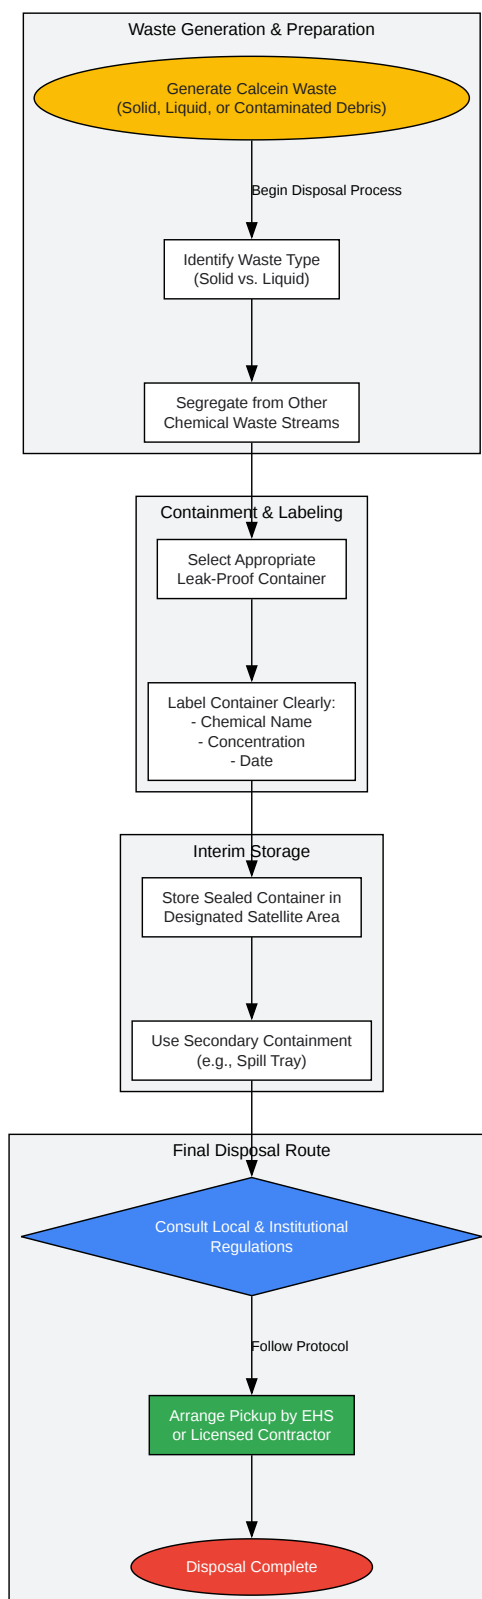 Waste Generation & Preparation
Generate Calcein Waste
(Solid, Liquid, or Contaminated Debris)
Begin Disposal Process
Identify Waste Type
(Solid vs. Liquid)
Segregate from Other
Chemical Waste Streams
Containment & Labeling
Select Appropriate
Leak-Proof Container
Label Container Clearly:
- Chemical Name
- Concentration
- Date
Interim Storage
Store Sealed Container in
Designated Satellite Area
Use Secondary Containment
(e.g., Spill Tray)
Final Disposal Route
Consult Local & Institutional
Regulations
Follow Protocol
Arrange Pickup by EHS
or Licensed Contractor
Disposal Complete